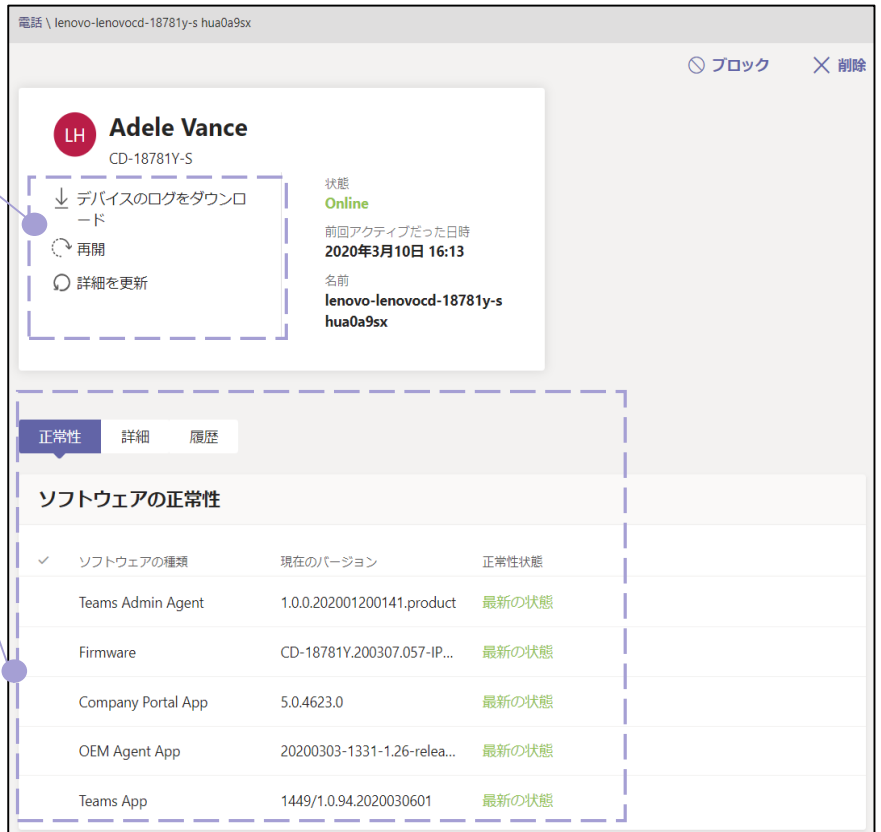 電話 \ lenovo-lenovocd-18781y-s hua0a9sx
ブロック 削除
LH Adele Vance
CD-18781Y-S
デバイスのログをダウンロ
ード
再開
詳細を更新
状態
Online
前回アクティブだった日時
2020年3月10日 16:13
名前
lenovo-lenovocd-18781y-s
hua0a9sx
正常性 詳細 履歴
ソフトウェアの正常性
ソフトウェアの種類 現在のバージョン 正常性状態
Teams Admin Agent 1.0.0.202001200141.product 最新の状態
Firmware CD-18781Y.200307.057-IP... 最新の状態
Company Portal App 5.0.4623.0 最新の状態
OEM Agent App 20200303-1331-1.26-relea... 最新の状態
Teams App 1449/1.0.94.2020030601 最新の状態